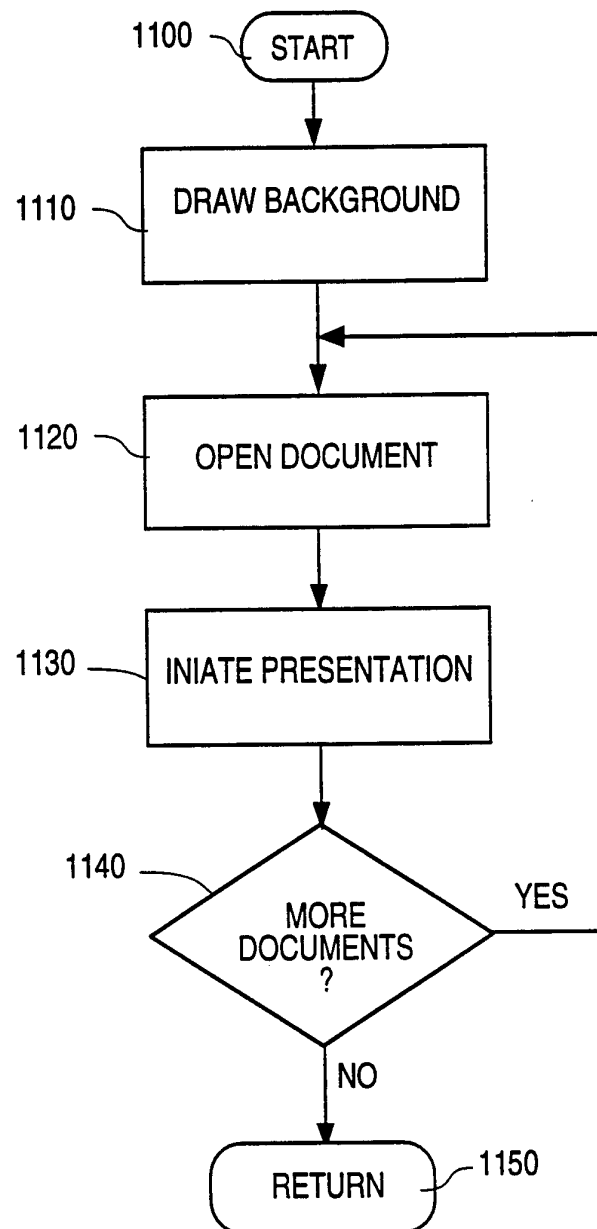 1100
START
1110
DRAW BACKGROUND
1120
OPEN DOCUMENT
1130
INIATE PRESENTATION
1140
MORE
DOCUMENTS
?
YES
NO
RETURN
1150